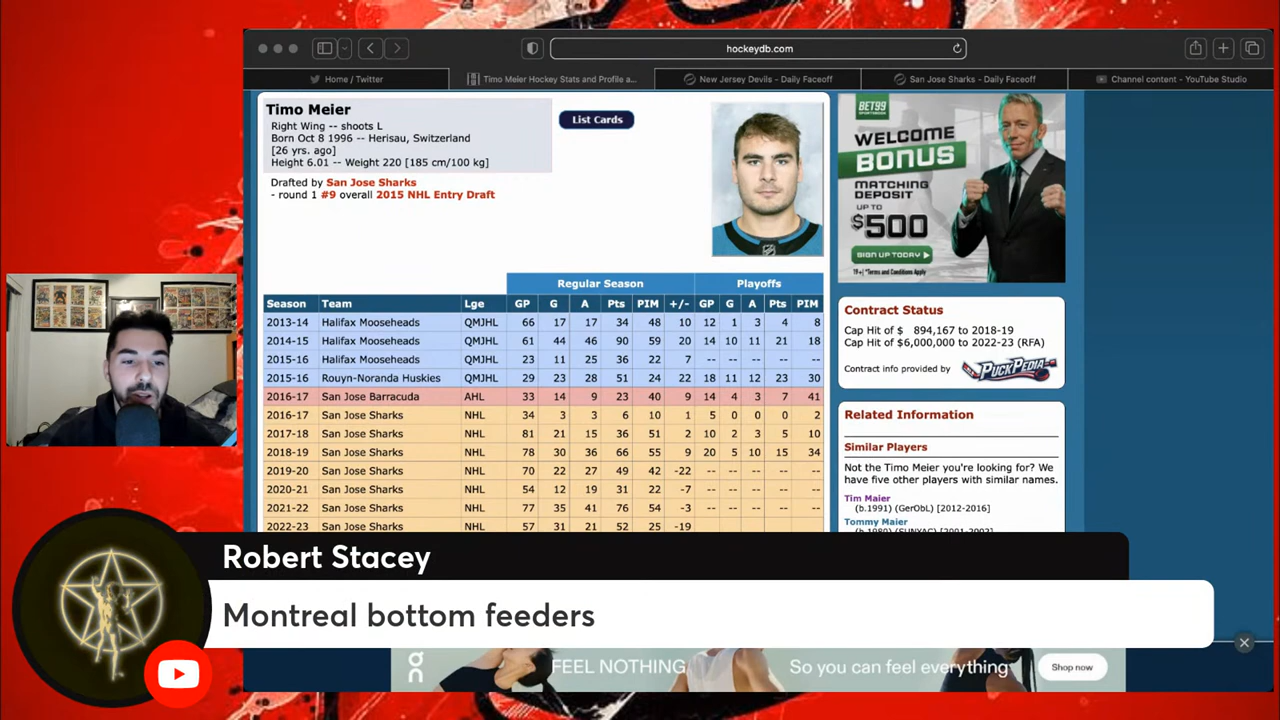 hockeydb.com
Home / Twitter
Timo Meier Hockey Stats and Profile a...
New Jersey Devils - Daily Faceoff
San Jose Sharks - Daily Faceoff
Channel content - YouTube Studio
Timo Meier
Right Wing -- shoots L
Born Oct 8 1996 -- Herisau, Switzerland
[26 yrs. ago]
Height 6.01 -- Weight 220 [185 cm/100 kg]
Drafted by San Jose Sharks
- round 1 #9 overall 2015 NHL Entry Draft
List Cards
Regular Season Playoffs
Season Team Lge GP G A Pts PIM +/- GP G A Pts PIM
2013-14 Halifax Mooseheads QMJHL 66 17 17 34 48 10 12 1 3 4 8
2014-15 Halifax Mooseheads QMJHL 61 44 46 90 59 20 14 10 11 21 18
2015-16 Halifax Mooseheads QMJHL 23 11 25 36 22 7 -- -- -- -- --
2015-16 Rouyn-Noranda Huskies QMJHL 29 23 28 51 24 22 18 11 12 23 30
2016-17 San Jose Barracuda AHL 33 14 9 23 40 9 14 4 3 7 41
2016-17 San Jose Sharks NHL 34 3 3 6 10 1 5 0 0 0 2
2017-18 San Jose Sharks NHL 81 21 15 36 51 2 10 2 3 5 10
2018-19 San Jose Sharks NHL 78 30 36 66 55 9 20 5 10 15 34
2019-20 San Jose Sharks NHL 70 22 27 49 42 -22 -- -- -- -- --
2020-21 San Jose Sharks NHL 54 12 19 31 22 -7 -- -- -- -- --
2021-22 San Jose Sharks NHL 77 35 41 76 54 -3 -- -- -- -- --
2022-23 San Jose Sharks NHL 57 31 21 52 25 -19
BET99
SPORTSBOOK
WELCOME
BONUS
MATCHING
DEPOSIT
UP TO
$500
SIGN UP TODAY
19+|*Terms and Conditions Apply
Contract Status
Cap Hit of $ 894,167 to 2018-19
Cap Hit of $6,000,000 to 2022-23 (RFA)
Contract info provided by
PUCKPEDIA
Related Information
Similar Players
Not the Timo Meier you're looking for? We
have five other players with similar names.
Tim Maier
(b.1991) (GerObL) [2012-2016]
Tommy Maier
Robert Stacey
Montreal bottom feeders
FEEL NOTHING.
So you can feel everything
Shop now